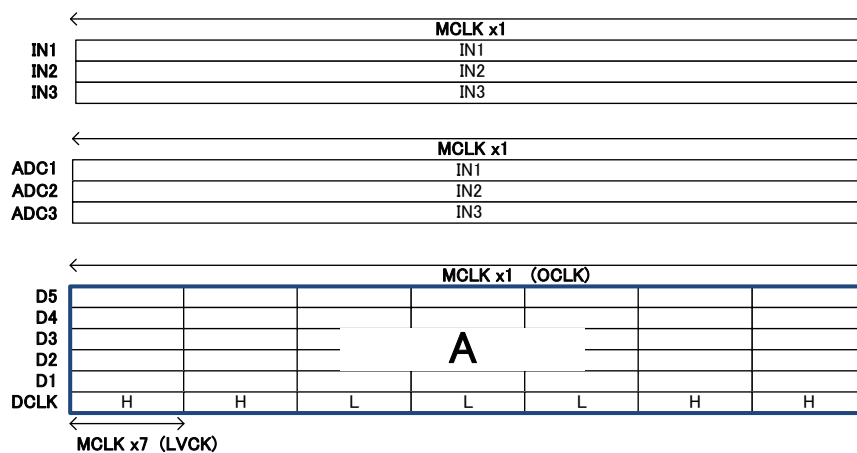 MCLK x1
IN1 IN1
IN2 IN2
IN3 IN3
MCLK x1
ADC1 IN1
ADC2 IN2
ADC3 IN3
MCLK x1 (OCLK)
D5
D4
D3
A
D2
D1
DCLK H H L L L H H
MCLK x7 (LVCK)